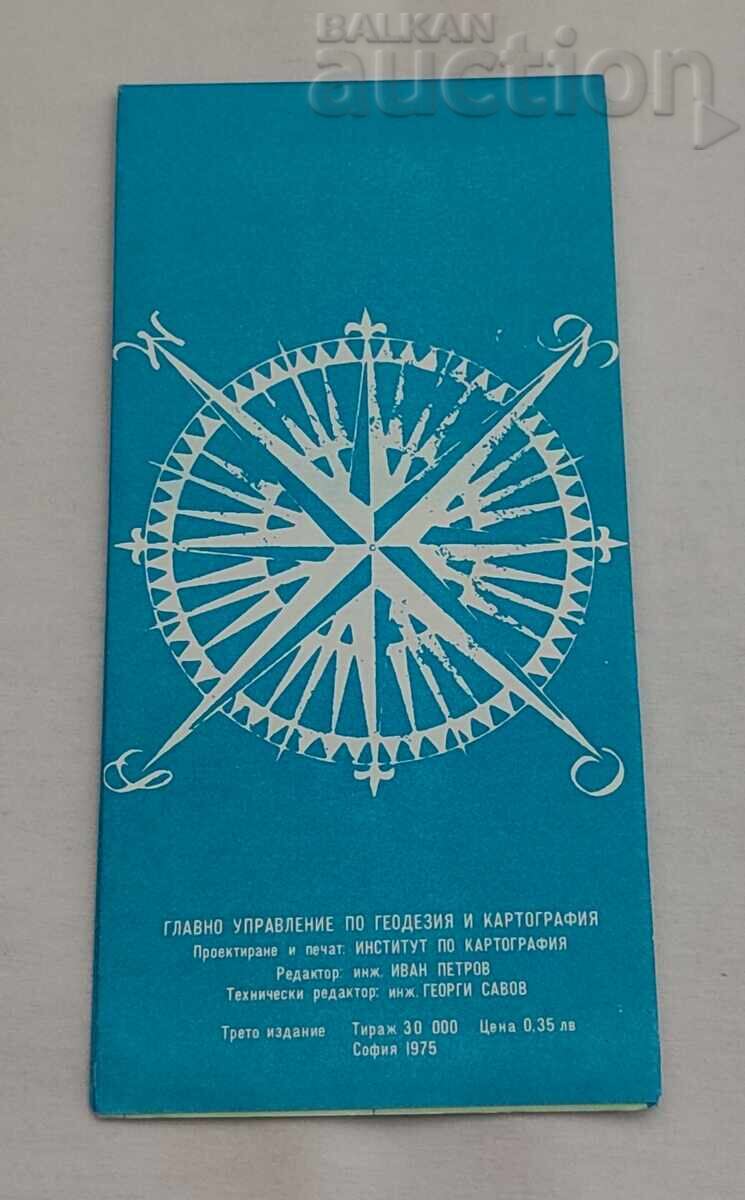 BALKAN
auction
ГЛАВНО УПРАВЛЕНИЕ ПО ГЕОДЕЗИЯ И КАРТОГРАФИЯ
Проектиране и печат: ИНСТИТУТ ПО КАРТОГРАФИЯ
Редактор: инж. ИВАН ПЕТРОВ
Технически редактор: инж. ГЕОРГИ САВОВ
Трето издание Тираж 30 000 Цена 0,35 лв
София 1975